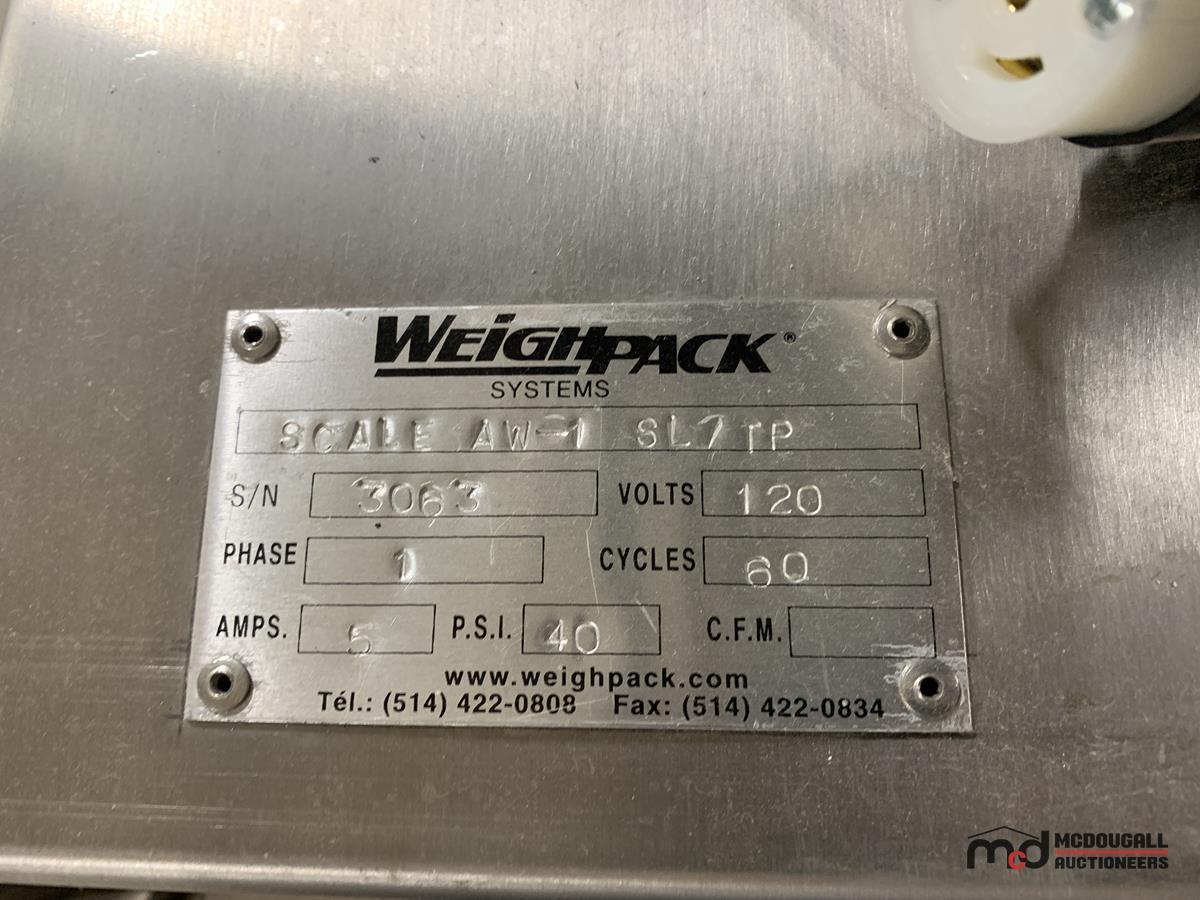 WEIGHPACK®
SYSTEMS
SCALE AW-1 SL7TP
S/N 3063 VOLTS 120
PHASE 1 CYCLES 60
AMPS. 5 P.S.I. 40 C.F.M.
www.weighpack.com
Tél.: (514) 422-0808 Fax: (514) 422-0834
mcd MCDOUGALL
AUCTIONEERS